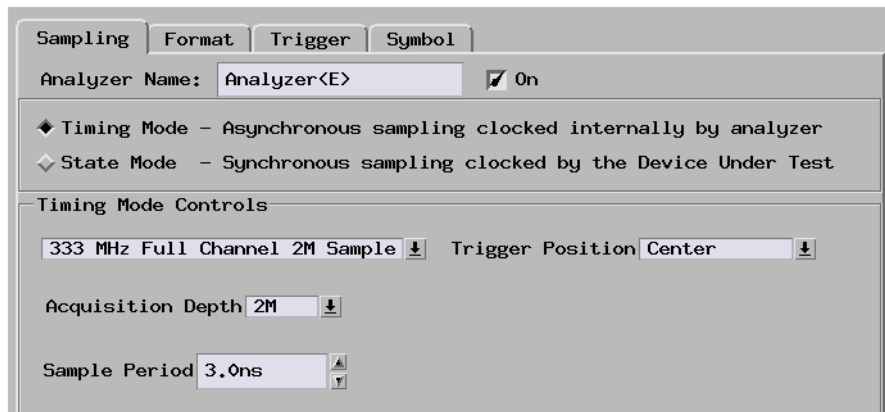 Sampling Format Trigger Symbol
Analyzer Name: Analyzer<E> On
Timing Mode - Asynchronous sampling clocked internally by analyzer
State Mode - Synchronous sampling clocked by the Device Under Test
Timing Mode Controls
333 MHz Full Channel 2M Sample Trigger Position Center
Acquisition Depth 2M
Sample Period 3.0ns